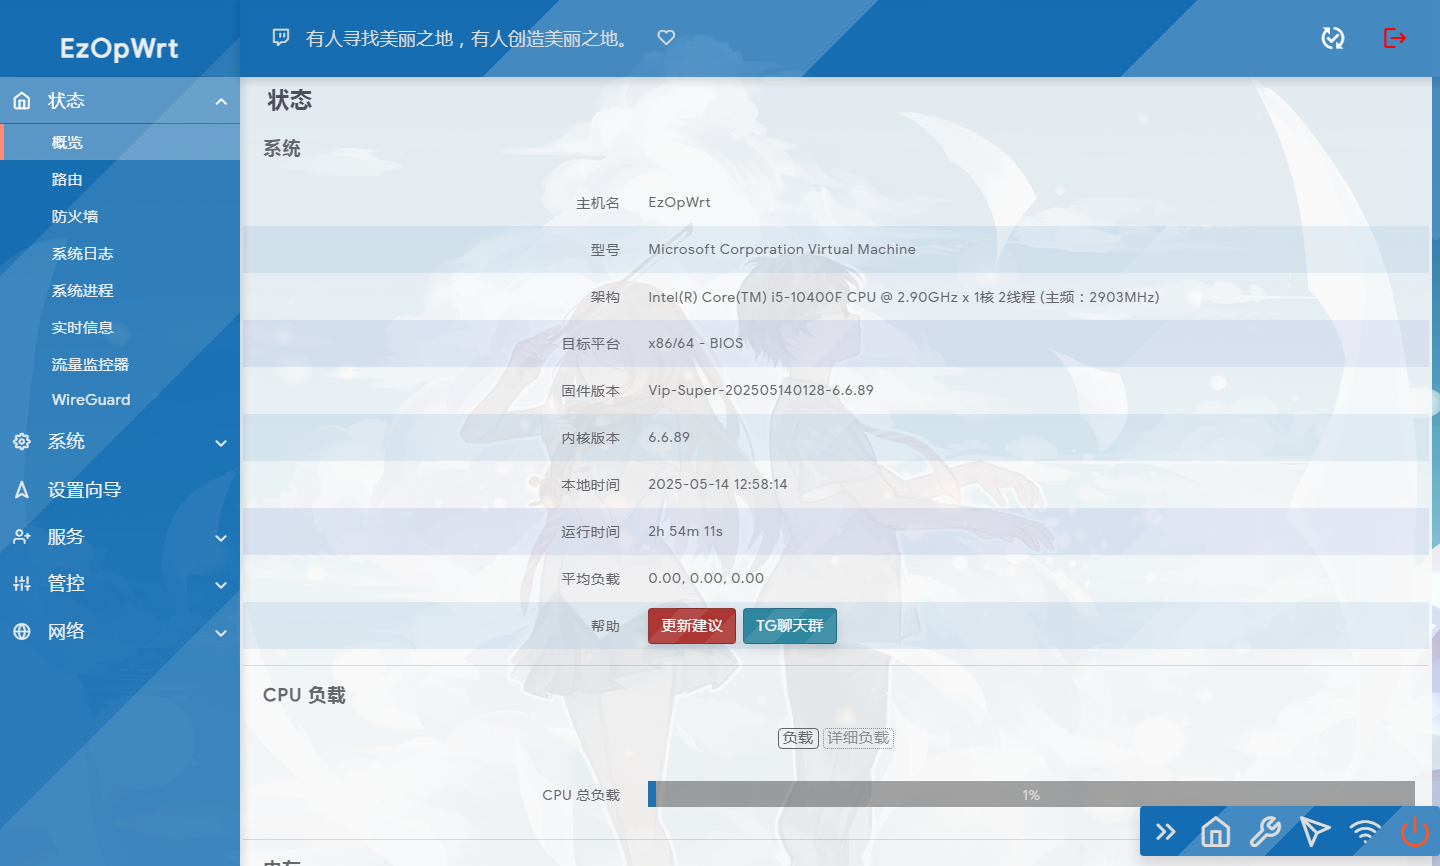 EzOpWrt
有人寻找美丽之地，有人创造美丽之地。
状态
概览
路由
防火墙
系统日志
系统进程
实时信息
流量监控器
WireGuard
系统
设置向导
服务
管控
网络
状态
系统
主机名 EzOpWrt
型号 Microsoft Corporation Virtual Machine
架构 Intel(R) Core(TM) i5-10400F CPU @ 2.90GHz x 1核 2线程 (主频：2903MHz)
目标平台 x86/64 - BIOS
固件版本 Vip-Super-202505140128-6.6.89
内核版本 6.6.89
本地时间 2025-05-14 12:58:14
运行时间 2h 54m 11s
平均负载 0.00, 0.00, 0.00
帮助 更新建议 TG聊天群
CPU 负载
负载 详细负载
CPU 总负载 1%
内存